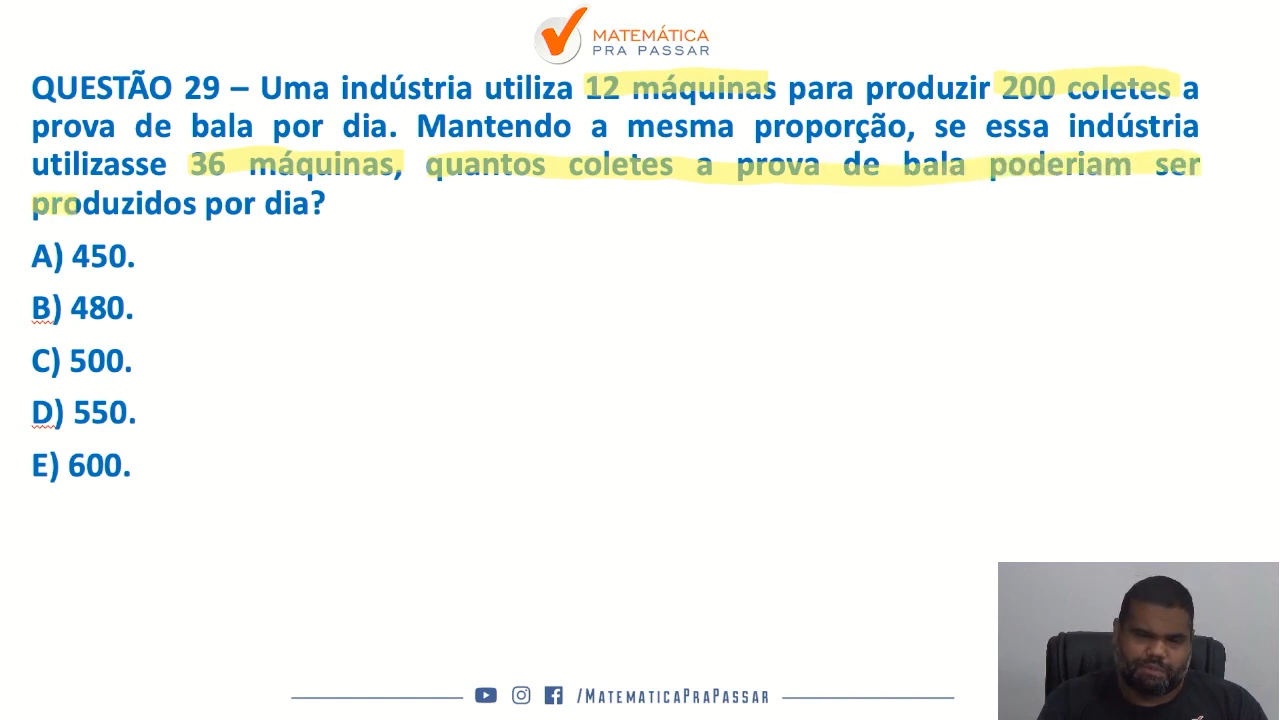 MATEMÁTICA
PRA PASSAR
QUESTÃO 29 – Uma indústria utiliza 12 máquinas para produzir 200 coletes a
prova de bala por dia. Mantendo a mesma proporção, se essa indústria
utilizasse 36 máquinas, quantos coletes a prova de bala poderiam ser
produzidos por dia?
A) 450.
B) 480.
C) 500.
D) 550.
E) 600.
/MATEMATICAPRAPASSAR